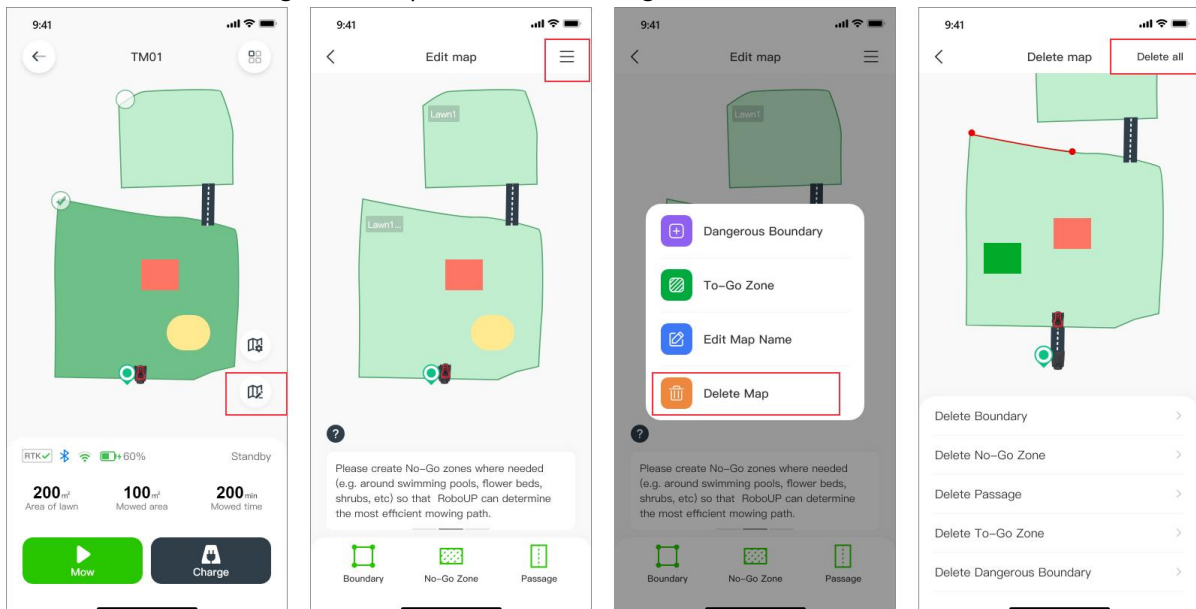 9:41
TM01
RTK
60%
Standby
200 m²
100 m²
200 min
Area of lawn
Mowed area
Mowed time
Mow
Charge
9:41
Edit map
Lawn1
Lawn1...
?
Please create No-Go zones where needed
(e.g. around swimming pools, flower beds,
shrubs, etc) so that RoboUP can determine
the most efficient mowing path.
Boundary
No-Go Zone
Passage
9:41
Edit map
Lawn1
Dangerous Boundary
To-Go Zone
Edit Map Name
Delete Map
?
Please create No-Go zones where needed
(e.g. around swimming pools, flower beds,
shrubs, etc) so that RoboUP can determine
the most efficient mowing path.
Boundary
No-Go Zone
Passage
9:41
Delete map
Delete all
Delete Boundary
Delete No-Go Zone
Delete Passage
Delete To-Go Zone
Delete Dangerous Boundary